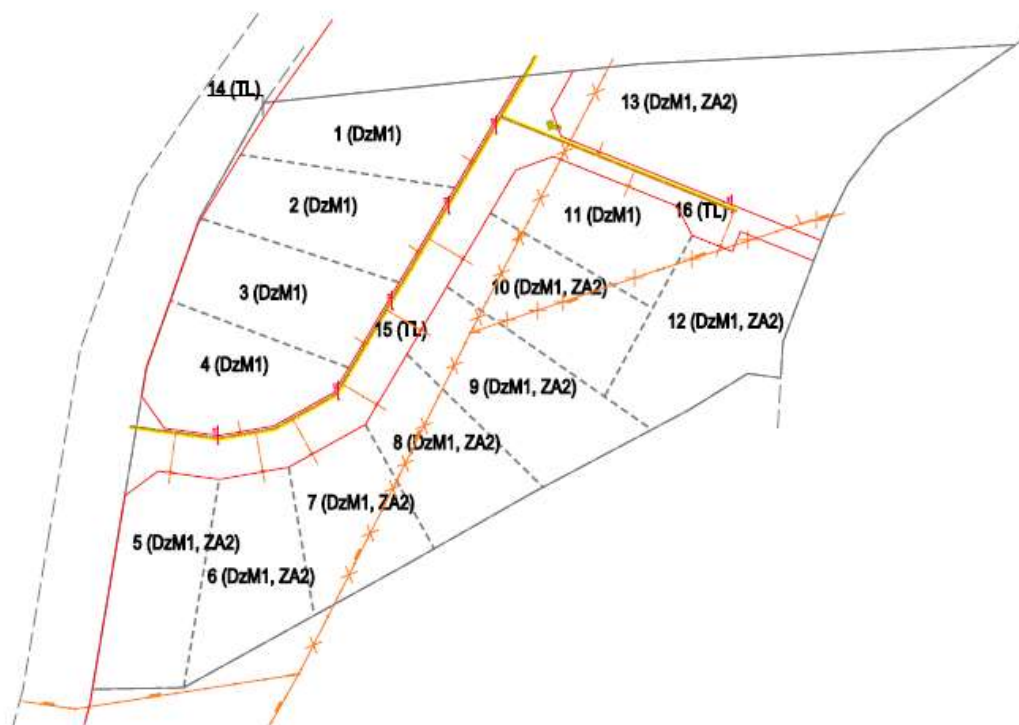 14 (TL)
13 (DzM1, ZA2)
1 (DzM1)
2 (DzM1)
11 (DzM1)
16 (TL)
3 (DzM1)
10 (DzM1, ZA2)
15 (TL)
12 (DzM1, ZA2)
4 (DzM1)
9 (DzM1, ZA2)
8 (DzM1, ZA2)
7 (DzM1, ZA2)
5 (DzM1, ZA2)
6 (DzM1, ZA2)